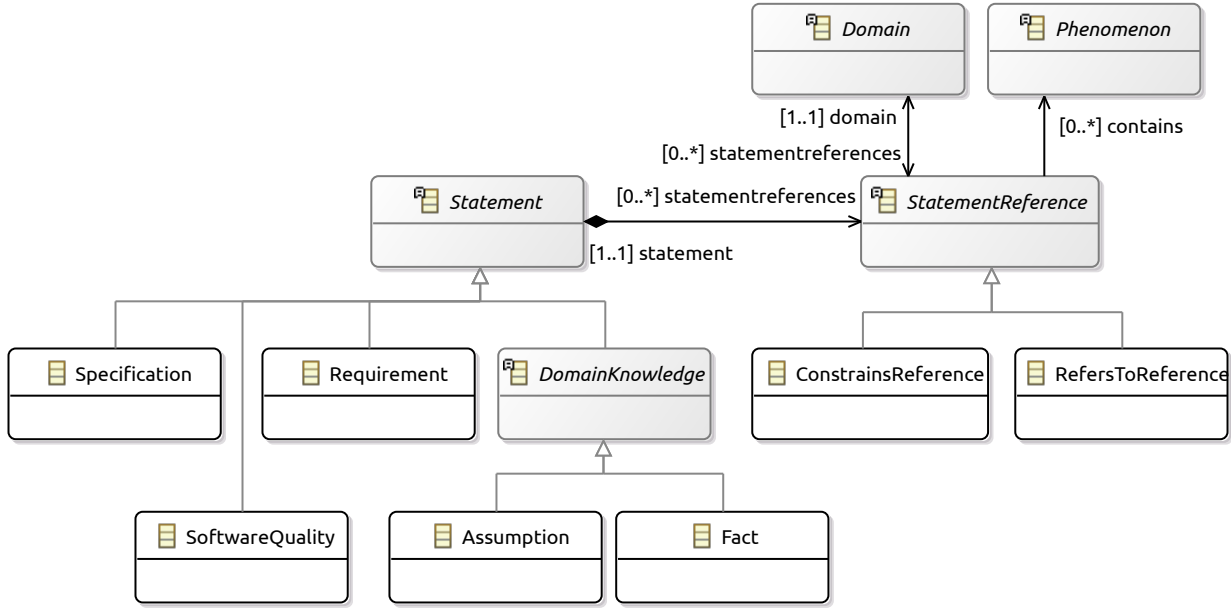 Domain
Phenomenon
[1..1] domain
[0..*] contains
[0..*] statementreferences
Statement
[0..*] statementreferences
StatementReference
[1..1] statement
Specification
Requirement
DomainKnowledge
ConstrainsReference
RefersToReference
SoftwareQuality
Assumption
Fact